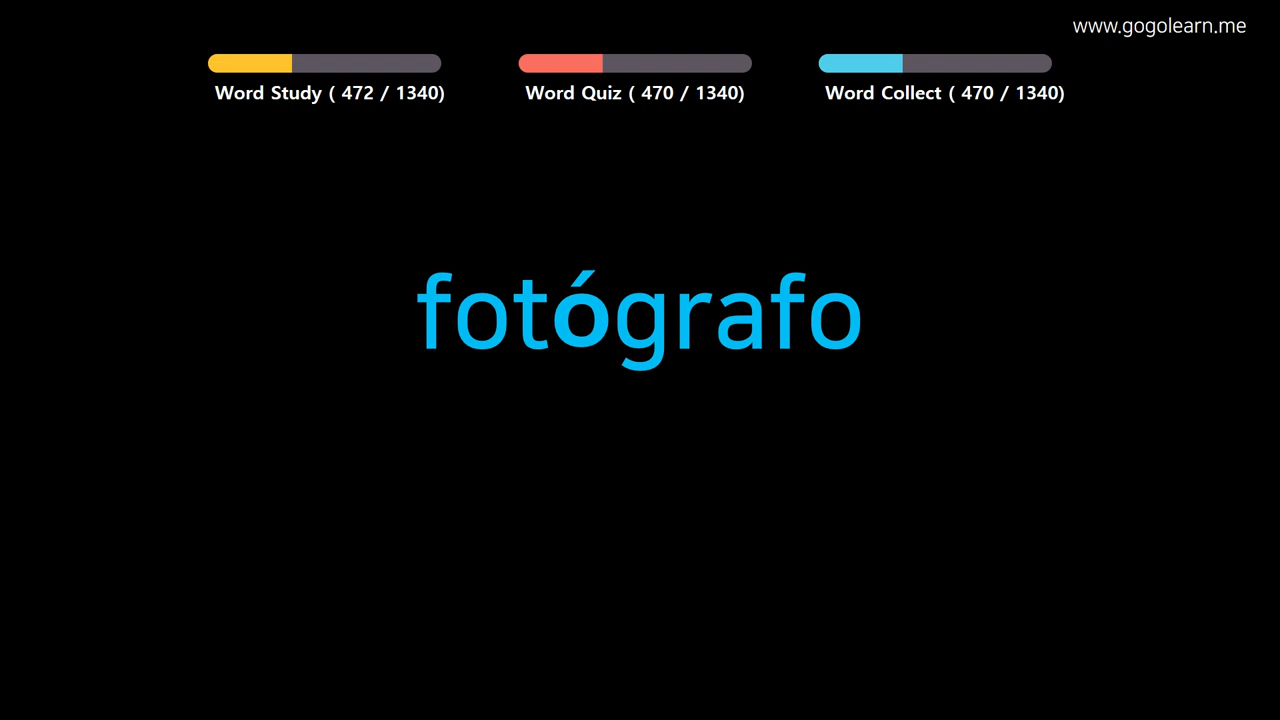 www.gogolearn.me
Word Study ( 472 / 1340)
Word Quiz ( 470 / 1340)
Word Collect ( 470 / 1340)
fotógrafo